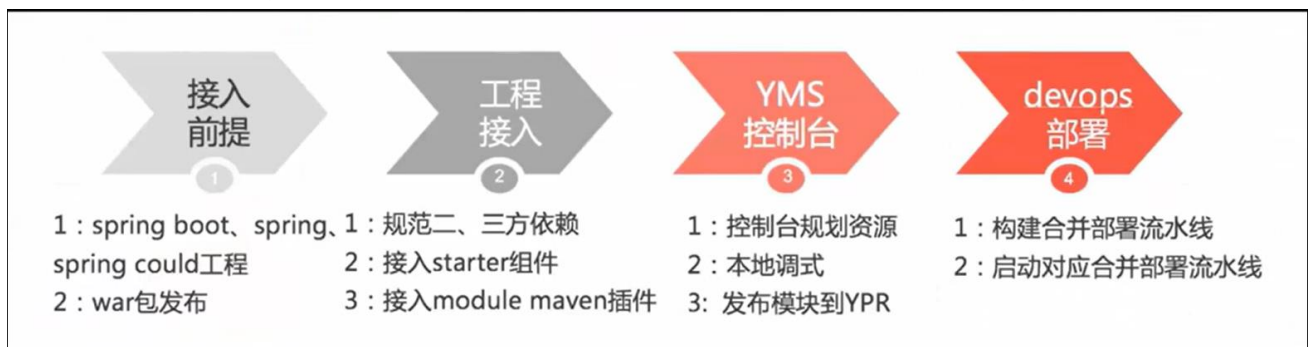 接入
前提
1
1：spring boot、spring、
spring could工程
2：war包发布
工程
接入
2
1：规范二、三方依赖
2：接入starter组件
3：接入module maven插件
YMS
控制台
3
1：控制台规划资源
2：本地调式
3: 发布模块到YPR
devops
部署
4
1：构建合并部署流水线
2：启动对应合并部署流水线